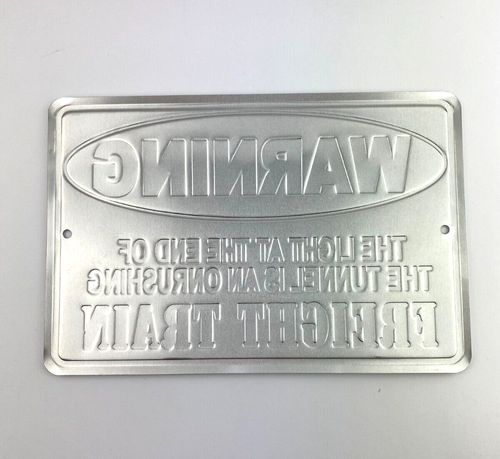 WARNING
THE LIGHT AT THE END OF
THE TUNNEL IS AN ONRUSHING
FREIGHT TRAIN